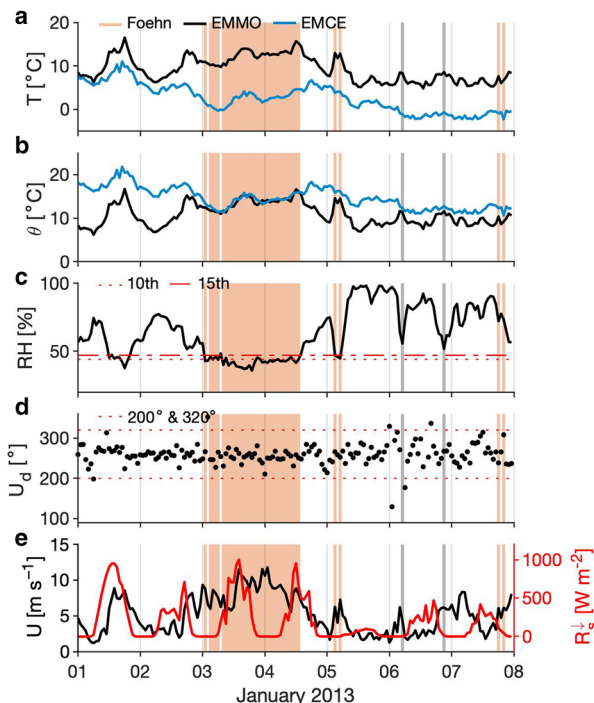 a
Foehn EMMO EMCE
20
10
0
T [°C]
b
20
10
0
θ [°C]
c
10th 15th
100
50
RH [%]
d
200° & 320°
300
200
100
U_d [°]
e
15
10
5
0
U [m s⁻¹]
1000
500
0
R_s↓ [W m⁻²]
01 02 03 04 05 06 07 08
January 2013